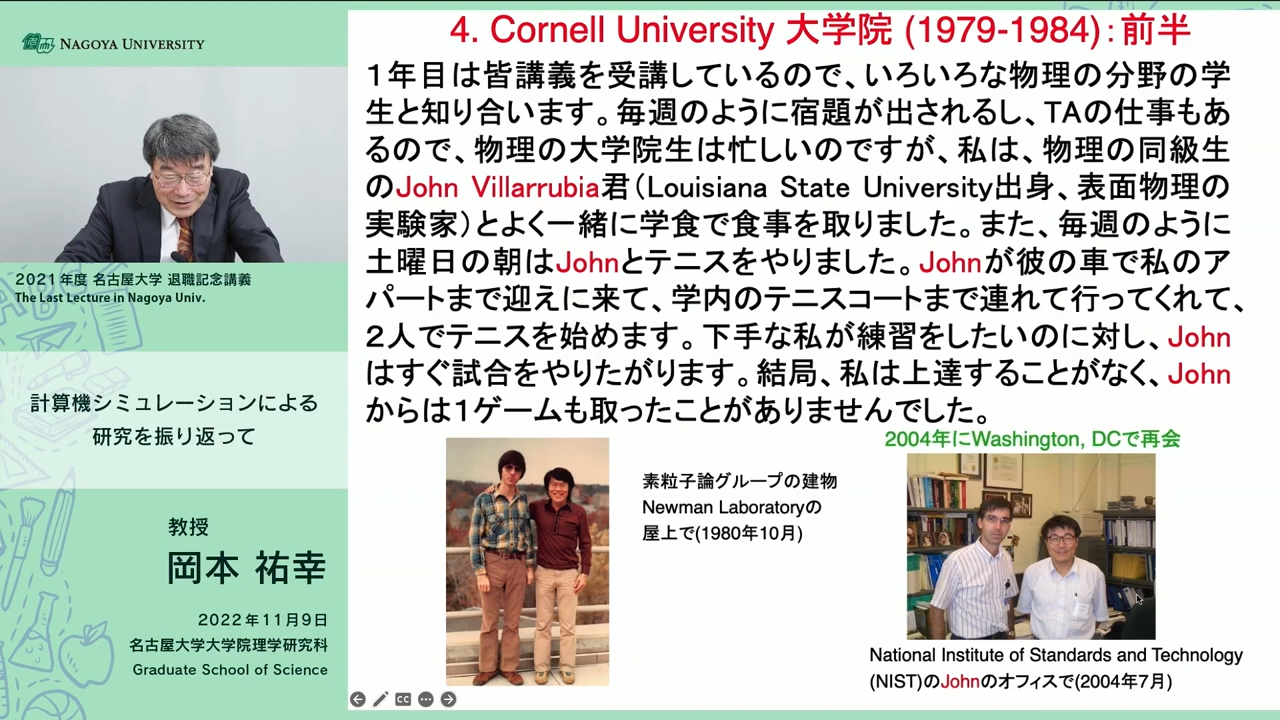 NAGOYA UNIVERSITY
2021年度 名古屋大学 退職記念講義
The Last Lecture in Nagoya Univ.
計算機シミュレーションによる
研究を振り返って
教授
岡本 祐幸
2022年11月9日
名古屋大学大学院理学研究科
Graduate School of Science
4. Cornell University 大学院 (1979-1984)：前半
１年目は皆講義を受講しているので、いろいろな物理の分野の学
生と知り合います。毎週のように宿題が出されるし、TAの仕事もあ
るので、物理の大学院生は忙しいのですが、私は、物理の同級生
のJohn Villarrubia君（Louisiana State University出身、表面物理の
実験家）とよく一緒に学食で食事を取りました。また、毎週のように
土曜日の朝はJohnとテニスをやりました。Johnが彼の車で私のア
パートまで迎えに来て、学内のテニスコートまで連れて行ってくれて、
２人でテニスを始めます。下手な私が練習をしたいのに対し、John
はすぐ試合をやりたがります。結局、私は上達することがなく、John
からは１ゲームも取ったことがありませんでした。
素粒子論グループの建物
Newman Laboratoryの
屋上で(1980年10月)
2004年にWashington, DCで再会
National Institute of Standards and Technology
(NIST)のJohnのオフィスで(2004年7月)
CC